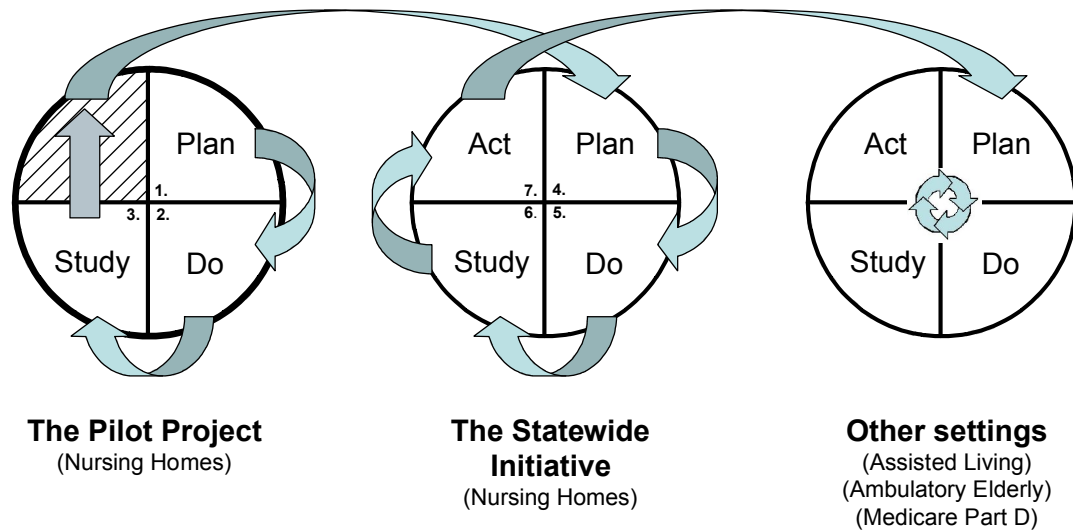 Plan
1.
3. 2.
Study Do
Act Plan
7. 4.
6. 5.
Study Do
Act Plan
Study Do
The Pilot Project
(Nursing Homes)
The Statewide
Initiative
(Nursing Homes)
Other settings
(Assisted Living)
(Ambulatory Elderly)
(Medicare Part D)